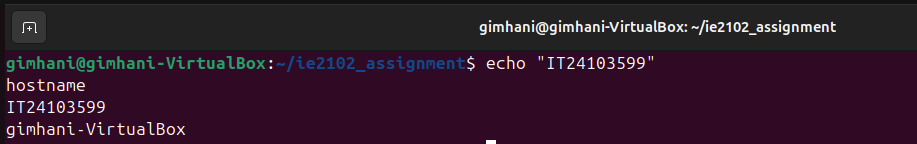 gimhani@gimhani-VirtualBox: ~/ie2102_assignment
gimhani@gimhani-VirtualBox:~/ie2102_assignment$ echo "IT24103599"
hostname
IT24103599
gimhani-VirtualBox